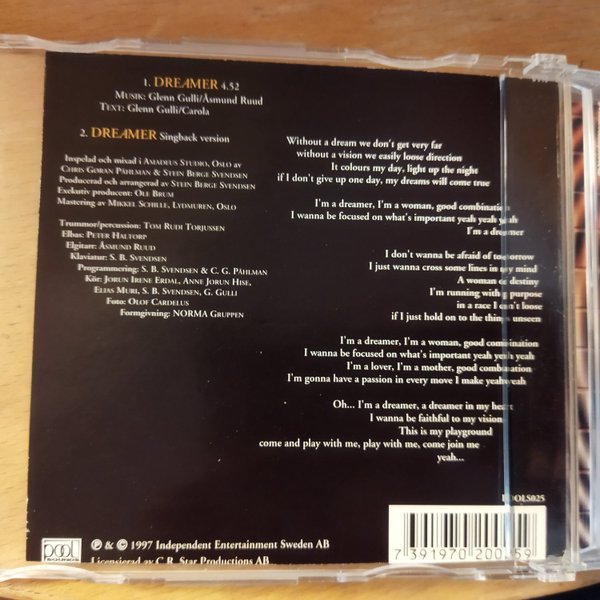 1. DREAMER 4.52
MUSIK: Glenn Gulli/Åsmund Ruud
TEXT: Glenn Gulli/Carola
2. DREAMER Singback version
Inspelad och mixad i AMADEUS STUDIO, OSLO av
CHRIS GÖRAN PÅHLMAN & STEIN BERGE SVENDSEN
Producerad och arrangerad av STEIN BERGE SVENDSEN
Exekutiv producent: OLE BRUM
Mastering av MIKKEL SCHILLE, LYDMUREN, OSLO
Trummor/percussion: TOM RUDI TORJUSSEN
Elbas: PETER HALTORP
Elgitarr: ÅSMUND RUUD
Klaviatur: S. B. SVENDSEN
Programmering: S. B. SVENDSEN & C. G. PÅHLMAN
Kör: JORUN IRENE ERDAL, ANNE JORUN HISE,
ELIAS MURI, S. B. SVENDSEN, G. GULLI
Foto: OLOF CARDELUS
Formgivning: NORMA GRUPPEN
Without a dream we don't get very far
without a vision we easily loose direction
It colours my day, light up the night
if I don't give up one day, my dreams will come true
I'm a dreamer, I'm a woman, good combination
I wanna be focused on what's important yeah yeah yeah
I'm a dreamer
I don't wanna be afraid of tomorrow
I just wanna cross some lines in my mind
A woman of destiny
I'm running with a purpose
in a race I can't loose
if I just hold on to the things unseen
I'm a dreamer, I'm a woman, good combination
I wanna be focused on what's important yeah yeah yeah
I'm a lover, I'm a mother, good combination
I'm gonna have a passion in every move I make yeahyeah
Oh... I'm a dreamer, a dreamer in my heart
I wanna be faithful to my vision
This is my playground
come and play with me, play with me, come join me
yeah...
POOLS025
pool
℗ & © 1997 Independent Entertainment Sweden AB
Licensierad av C.R. Star Productions AB